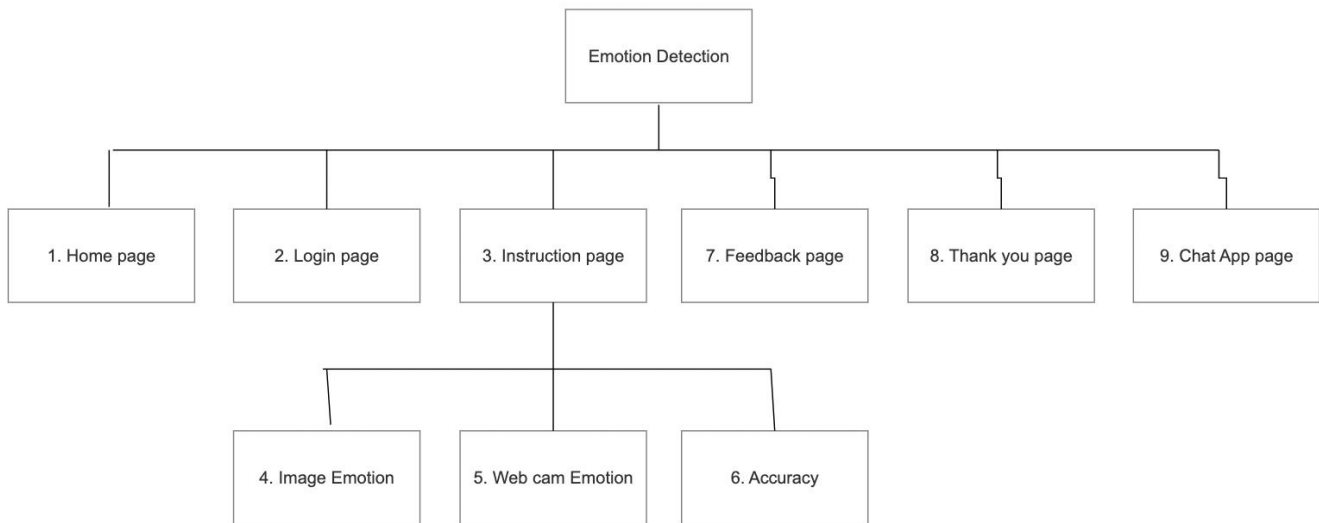 Emotion Detection
1. Home page
2. Login page
3. Instruction page
7. Feedback page
8. Thank you page
9. Chat App page
4. Image Emotion
5. Web cam Emotion
6. Accuracy